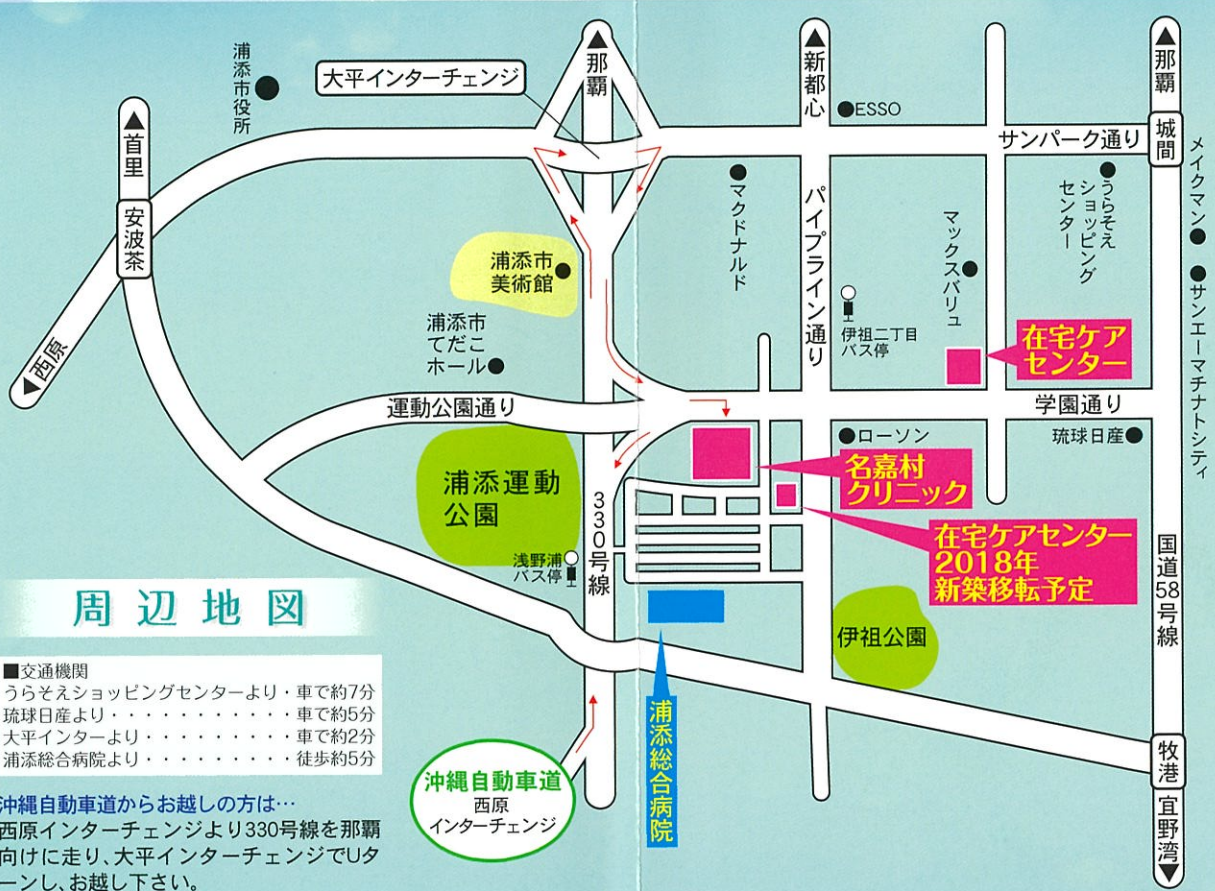 浦添市役所
大平インターチェンジ
▲那覇
▲新都心
●ESSO
▲那覇
サンパーク通り
城間
▲首里
安波茶
◀西原
メイクマン●
●サンエーマチナトシティ
●マクドナルド
パイプライン通り
マックスバリュ
●うらそえ
ショッピング
センター
浦添市
美術館
浦添市
てだこ
ホール●
伊祖二丁目
バス停
在宅ケア
センター
運動公園通り
学園通り
●ローソン
琉球日産●
名嘉村
クリニック
浦添運動
公園
330号線
浅野浦
バス停
在宅ケアセンター
2018年
新築移転予定
国道58号線
伊祖公園
浦添総合病院
牧港
宜野湾▼
沖縄自動車道
西原
インターチェンジ
周辺地図
■交通機関
うらそえショッピングセンターより・車で約7分
琉球日産より・・・・・・・・・・・車で約5分
大平インターより・・・・・・・・・車で約2分
浦添総合病院より・・・・・・・・・徒歩約5分
沖縄自動車道からお越しの方は…
西原インターチェンジより330号線を那覇
向けに走り、大平インターチェンジでUタ
ーンし、お越し下さい。